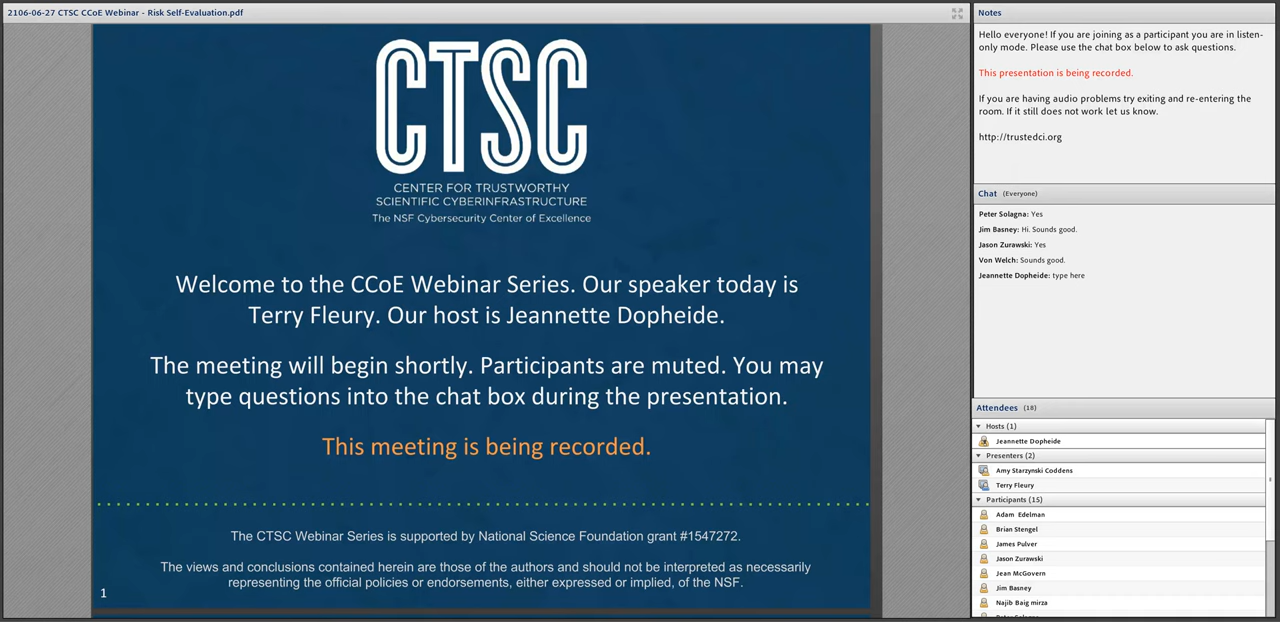 2106-06-27 CTSC CCoE Webinar - Risk Self-Evaluation.pdf
CTSC
CENTER FOR TRUSTWORTHY
SCIENTIFIC CYBERINFRASTRUCTURE
The NSF Cybersecurity Center of Excellence
Welcome to the CCoE Webinar Series. Our speaker today is
Terry Fleury. Our host is Jeannette Dopheide.
The meeting will begin shortly. Participants are muted. You may
type questions into the chat box during the presentation.
This meeting is being recorded.
The CTSC Webinar Series is supported by National Science Foundation grant #1547272.
The views and conclusions contained herein are those of the authors and should not be interpreted as necessarily
representing the official policies or endorsements, either expressed or implied, of the NSF.
1
Notes
Hello everyone! If you are joining as a participant you are in listen-
only mode. Please use the chat box below to ask questions.
This presentation is being recorded.
If you are having audio problems try exiting and re-entering the
room. If it still does not work let us know.
http://trustedci.org
Chat (Everyone)
Peter Solagna: Yes
Jim Basney: Hi. Sounds good.
Jason Zurawski: Yes
Von Welch: Sounds good.
Jeannette Dopheide: type here
Attendees (18)
Hosts (1)
Jeannette Dopheide
Presenters (2)
Amy Starzynski Coddens
Terry Fleury
Participants (15)
Adam Edelman
Brian Stengel
James Pulver
Jason Zurawski
Jean McGovern
Jim Basney
Najib Baig mirza